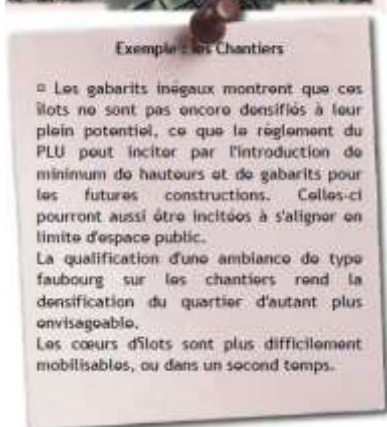 Exemple : les Chantiers
¤ Les gabarits inégaux montrent que ces
îlots ne sont pas encore densifiés à leur
plein potentiel, ce que le règlement du
PLU peut inciter par l'introduction de
minimum de hauteurs et de gabarits pour
les futures constructions. Celles-ci
pourront aussi être incitées à s'aligner en
limite d'espace public.
La qualification d'une ambiance de type
faubourg sur les chantiers rend la
densification du quartier d'autant plus
envisageable.
Les cœurs d'îlots sont plus difficilement
mobilisables, ou dans un second temps.